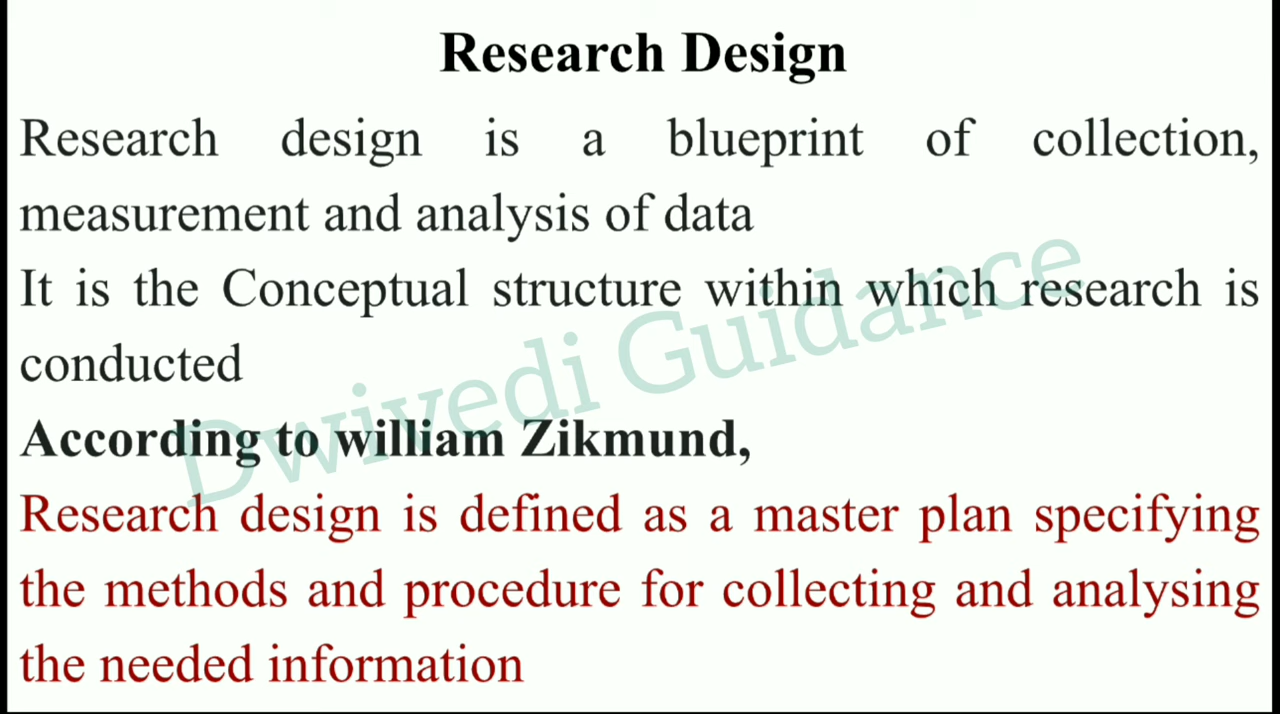 Research Design
Research design is a blueprint of collection,
measurement and analysis of data
It is the Conceptual structure within which research is
conducted
According to william Zikmund,
Research design is defined as a master plan specifying
the methods and procedure for collecting and analysing
the needed information
Dwivedi Guidance